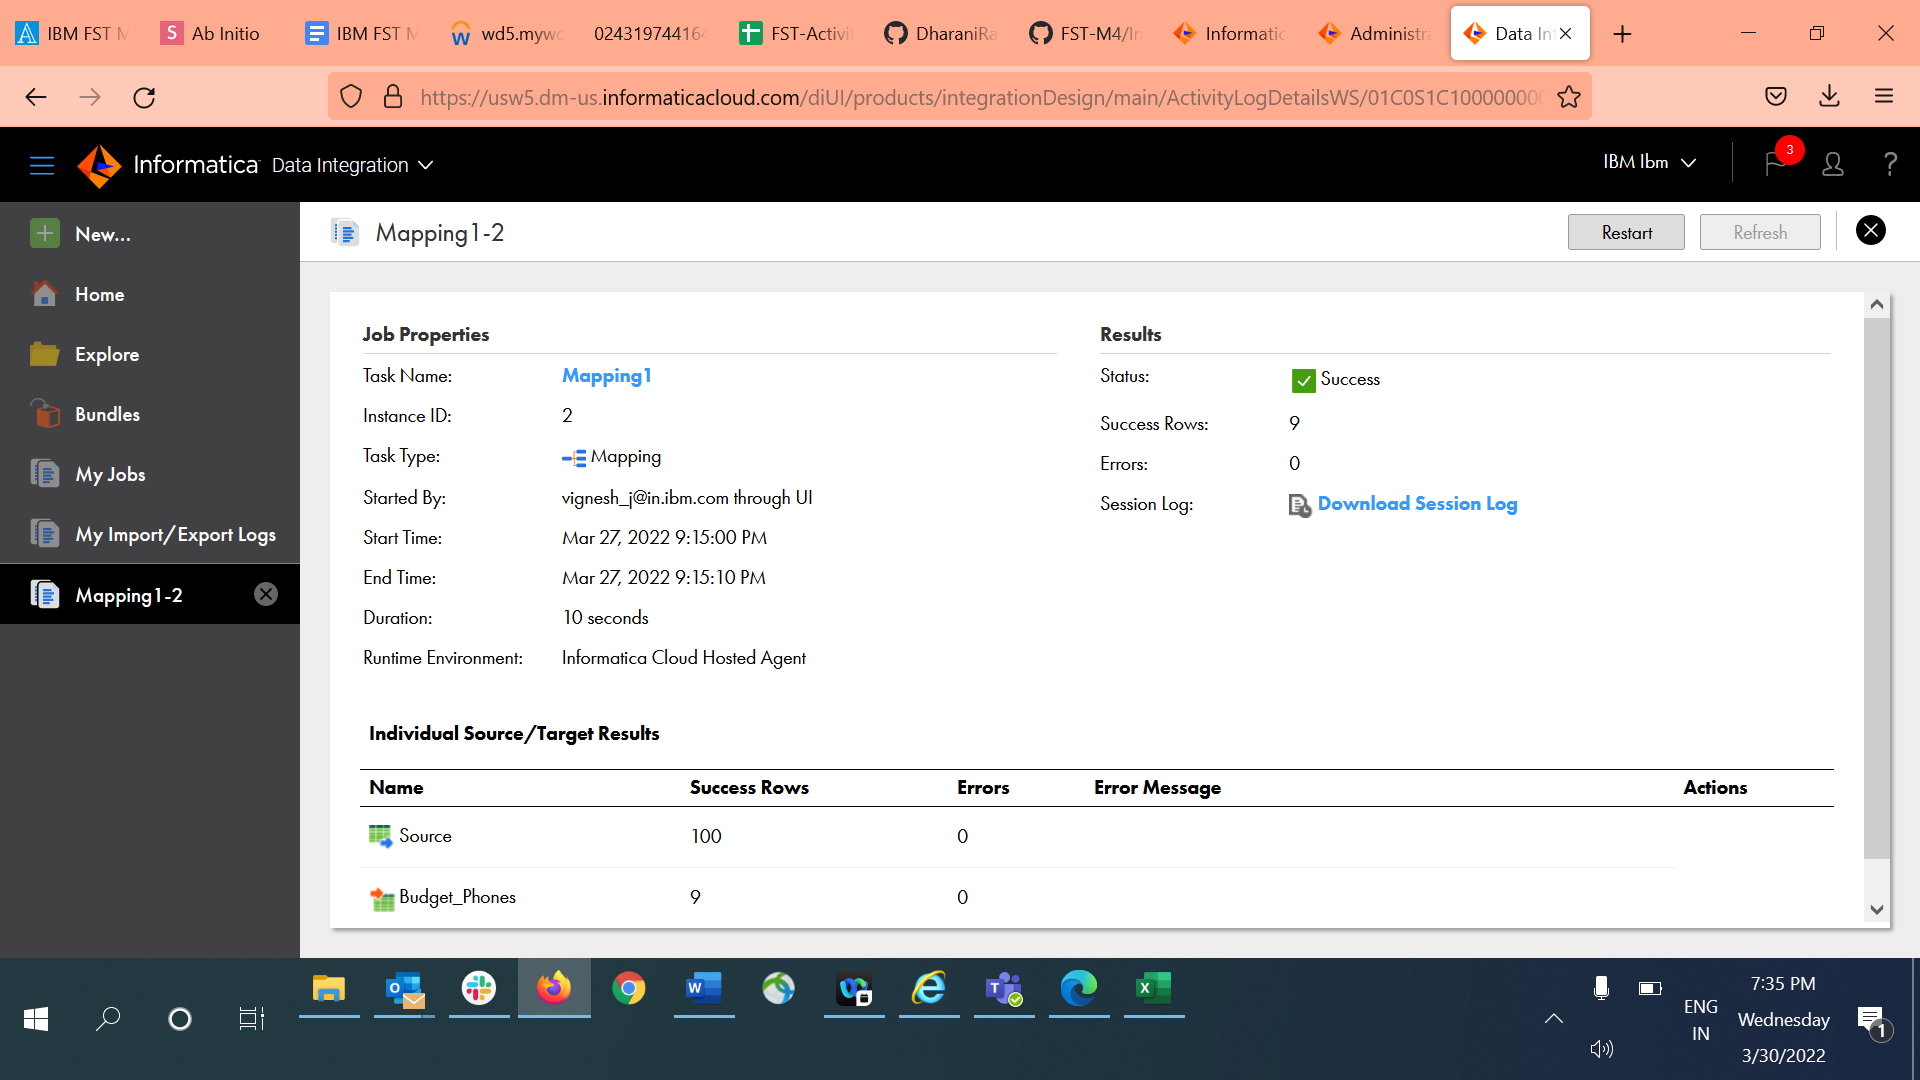 IBM FST M
Ab Initio
IBM FST M
wd5.mywo
024319744164
FST-Activi
DharaniRa
FST-M4/In
Informatic
Administra
Data Int
https://usw5.dm-us.informaticacloud.com/diUI/products/integrationDesign/main/ActivityLogDetailsWS/01C0S1C10000000
Informatica Data Integration
IBM Ibm
3
?
New...
Home
Explore
Bundles
My Jobs
My Import/Export Logs
Mapping1-2
Mapping1-2
Restart
Refresh
Job Properties
Task Name: Mapping1
Instance ID: 2
Task Type: Mapping
Started By: vignesh_j@in.ibm.com through UI
Start Time: Mar 27, 2022 9:15:00 PM
End Time: Mar 27, 2022 9:15:10 PM
Duration: 10 seconds
Runtime Environment: Informatica Cloud Hosted Agent
Results
Status: Success
Success Rows: 9
Errors: 0
Session Log: Download Session Log
Individual Source/Target Results
Name Success Rows Errors Error Message Actions
Source 100 0
Budget_Phones 9 0
ENG
IN
7:35 PM
Wednesday
3/30/2022
1